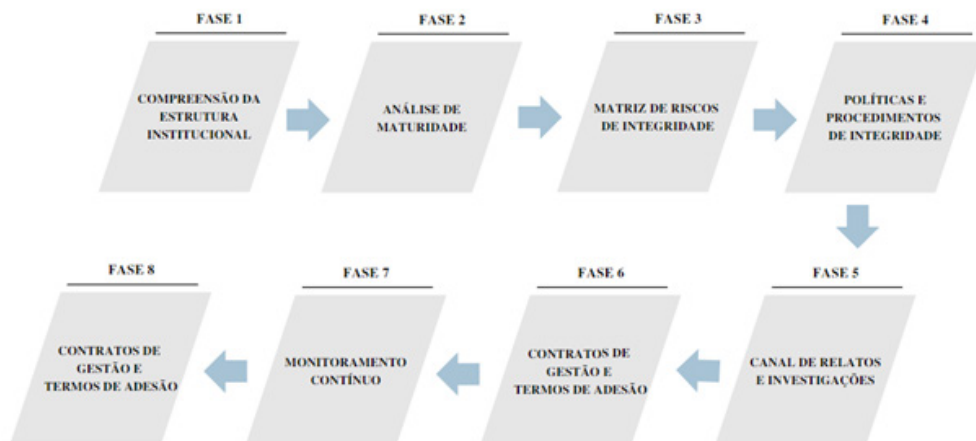 FASE 1
COMPREENSÃO DA
ESTRUTURA
INSTITUCIONAL
FASE 2
ANÁLISE DE
MATURIDADE
FASE 3
MATRIZ DE RISCOS
DE INTEGRIDADE
FASE 4
POLÍTICAS E
PROCEDIMENTOS
DE INTEGRIDADE
FASE 5
CANAL DE RELATOS
E INVESTIGAÇÕES
FASE 6
CONTRATOS DE
GESTÃO E
TERMOS DE ADESÃO
FASE 7
MONITORAMENTO
CONTÍNUO
FASE 8
CONTRATOS DE
GESTÃO E
TERMOS DE ADESÃO